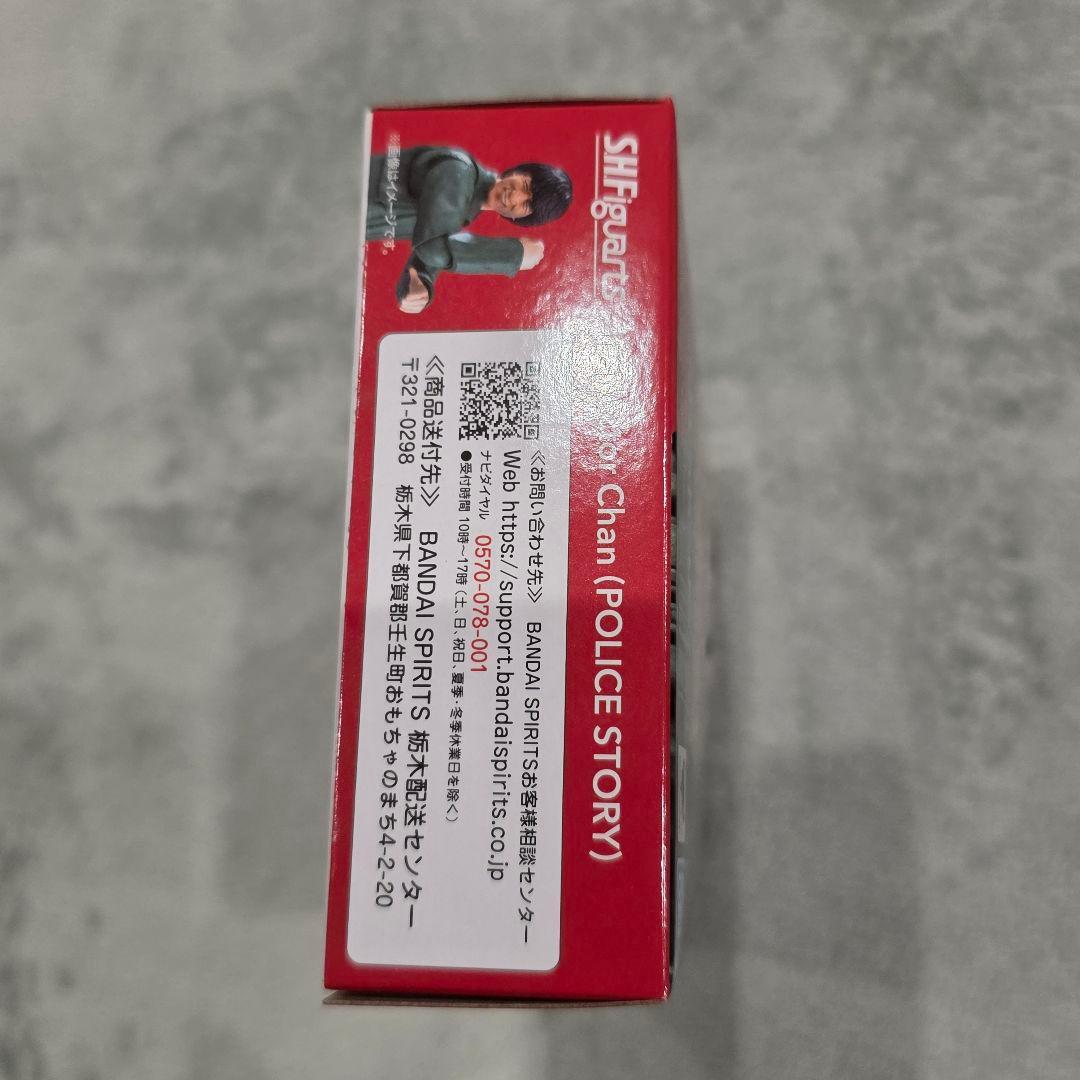 S.H.Figuarts
Chan (POLICE STORY)
※画像はイメージです。
《お問い合わせ先》 BANDAI SPIRITSお客様相談センター
Web https://support.bandaispirits.co.jp
ナビダイヤル 0570-078-001
●受付時間 10時～17時（土、日、祝日、夏季・冬季休業日を除く）
《商品送付先》 BANDAI SPIRITS 栃木配送センター
〒321-0298 栃木県下都賀郡壬生町おもちゃのまち4-2-20